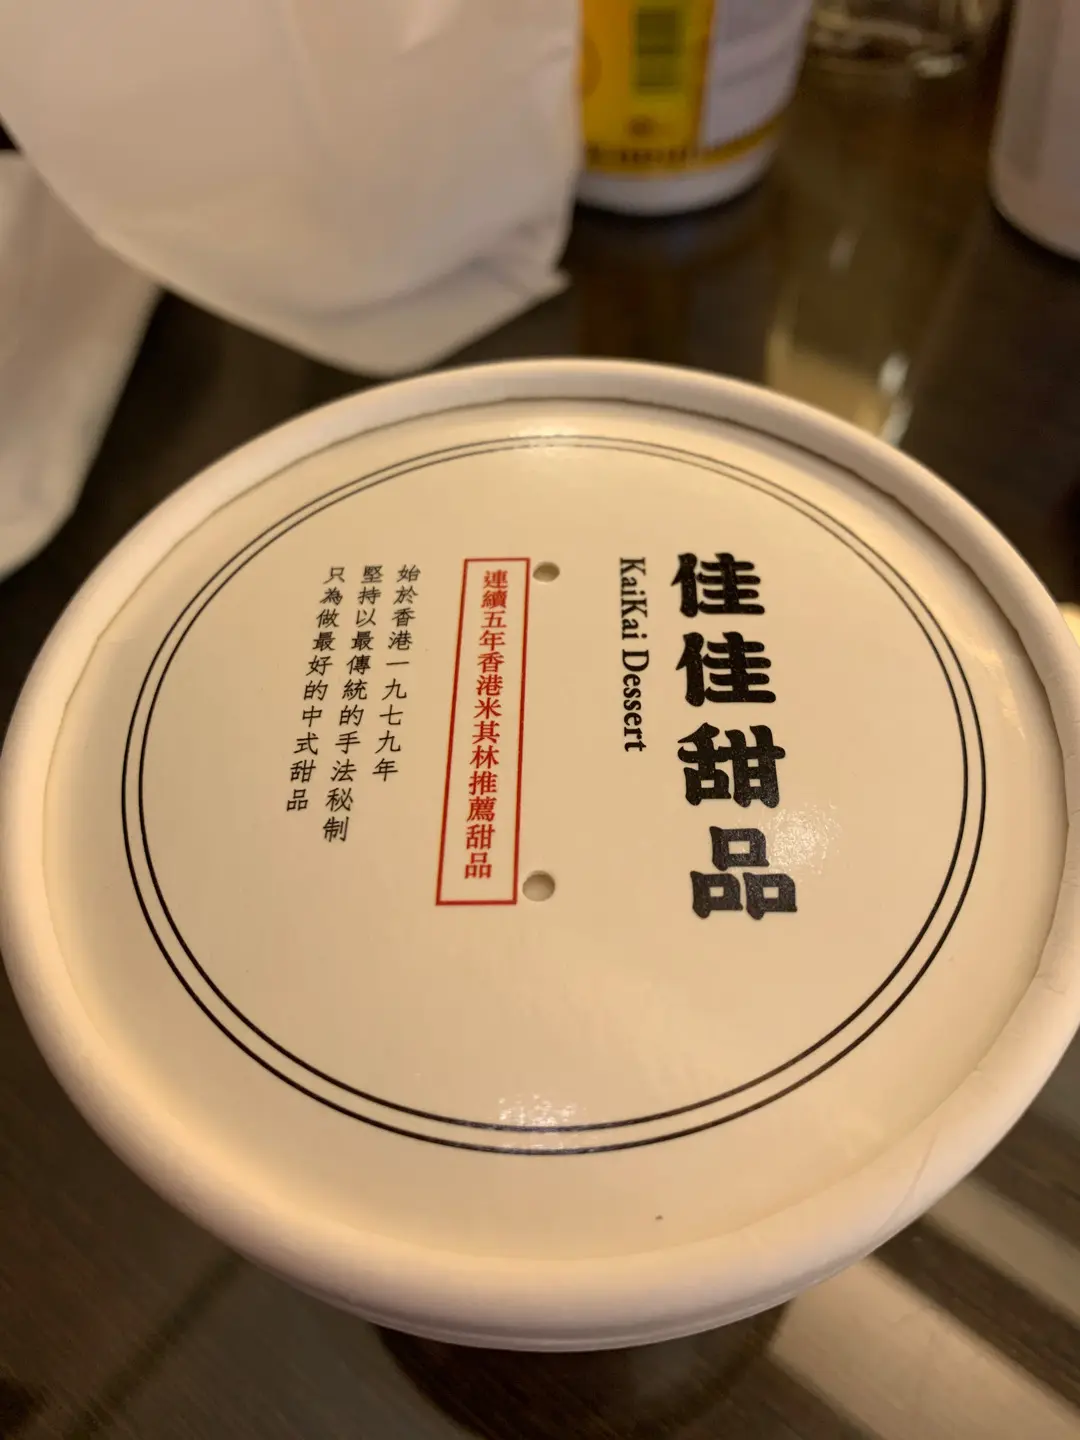 佳佳甜品
KaiKai Dessert
連續五年香港米其林推薦甜品
始於香港一九七九年
堅持以最傳統的手法秘制
只為做最好的中式甜品